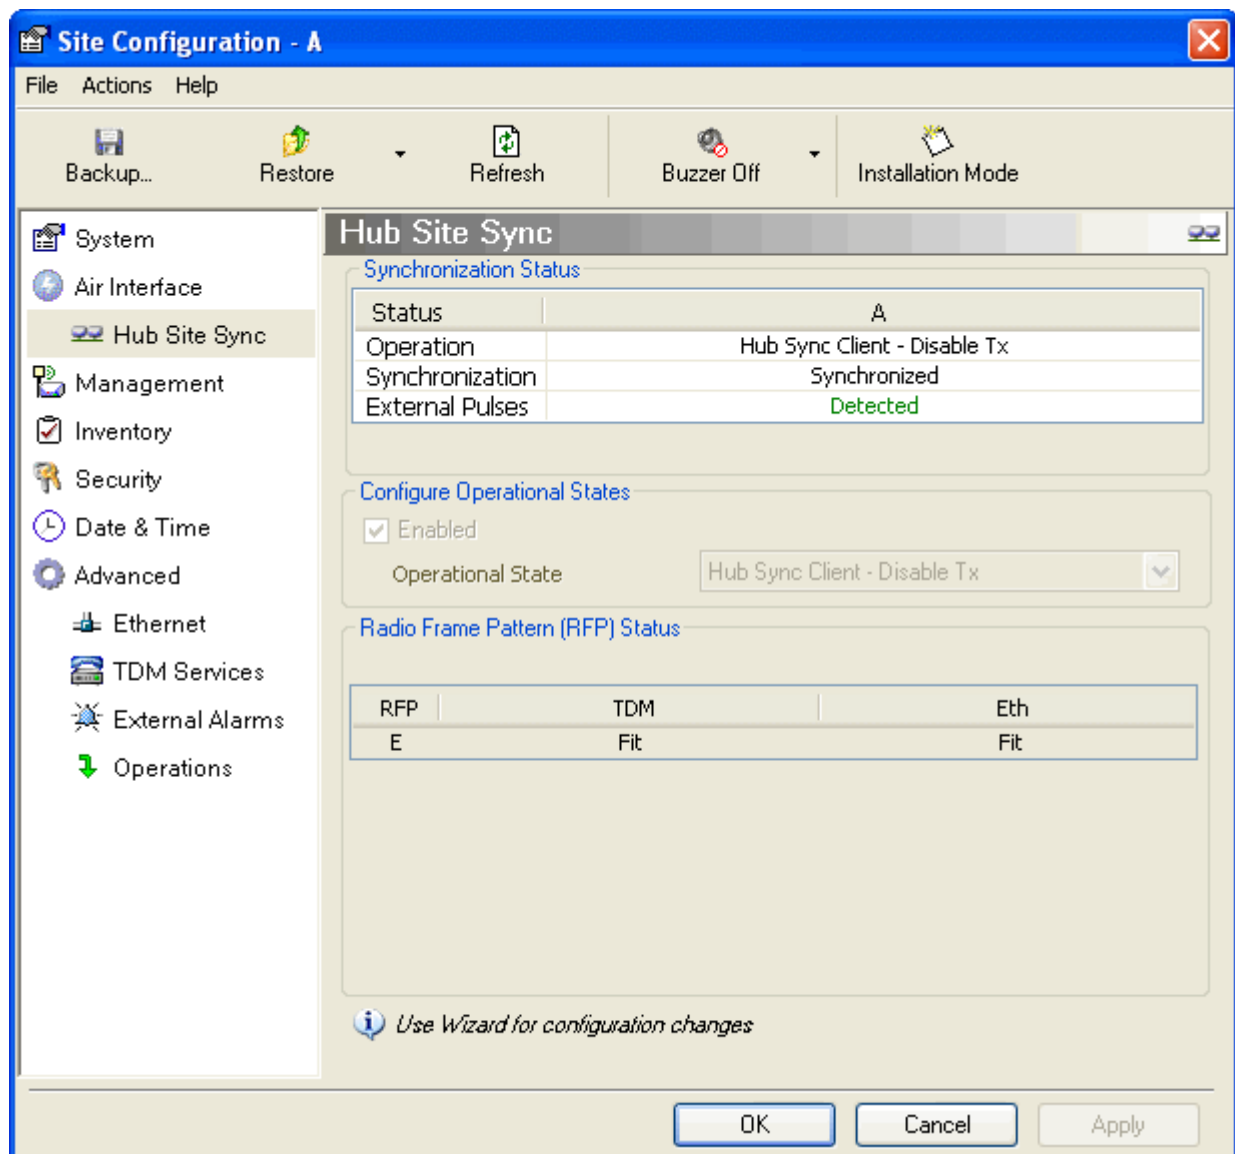 Site Configuration - A
File Actions Help
Backup... Restore Refresh Buzzer Off Installation Mode
System
Air Interface
Hub Site Sync
Management
Inventory
Security
Date & Time
Advanced
Ethernet
TDM Services
External Alarms
Operations
Hub Site Sync
Synchronization Status
Status A
Operation Hub Sync Client - Disable Tx
Synchronization Synchronized
External Pulses Detected
Configure Operational States
Enabled
Operational State Hub Sync Client - Disable Tx
Radio Frame Pattern (RFP) Status
RFP TDM Eth
E Fit Fit
Use Wizard for configuration changes
OK Cancel Apply